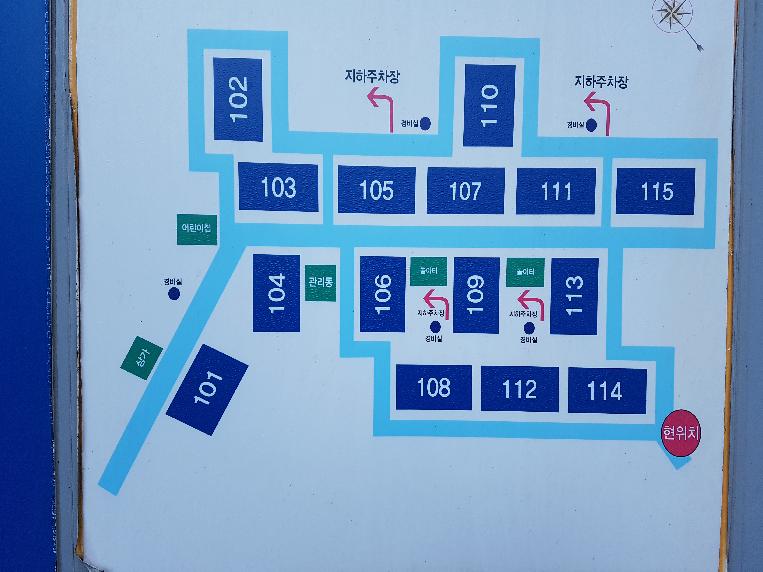 102
지하주차장
110
지하주차장
경비실
경비실
103
105
107
111
115
어린이집
경비실
104
관리동
106
놀이터
109
놀이터
113
지하주차장
경비실
지하주차장
경비실
상가
101
108
112
114
현위치